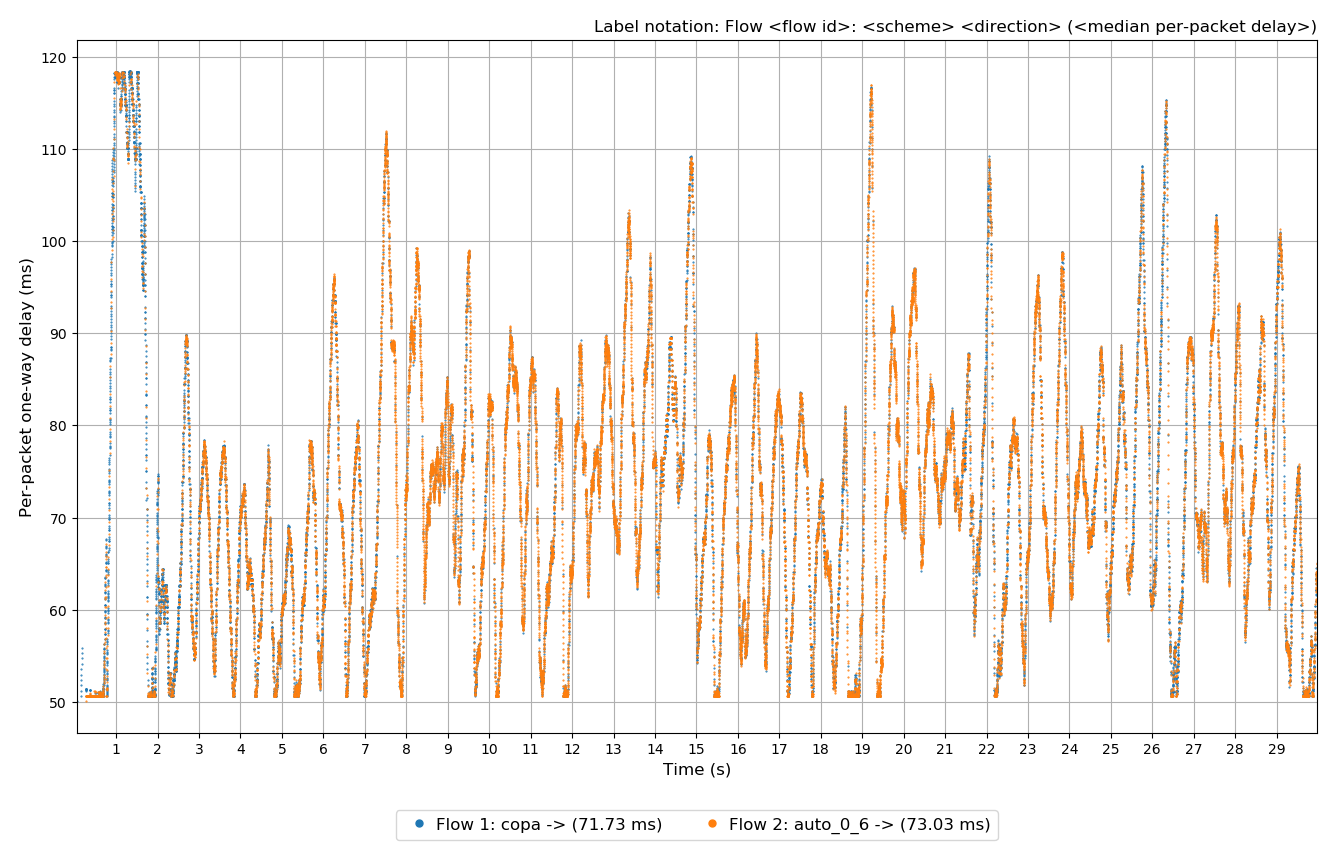 Label notation: Flow <flow id>: <scheme> <direction> (<median per-packet delay>)
120
110
100
90
80
70
60
50
Per-packet one-way delay (ms)
1 2 3 4 5 6 7 8 9 10 11 12 13 14 15 16 17 18 19 20 21 22 23 24 25 26 27 28 29
Time (s)
Flow 1: copa -> (71.73 ms) Flow 2: auto_0_6 -> (73.03 ms)